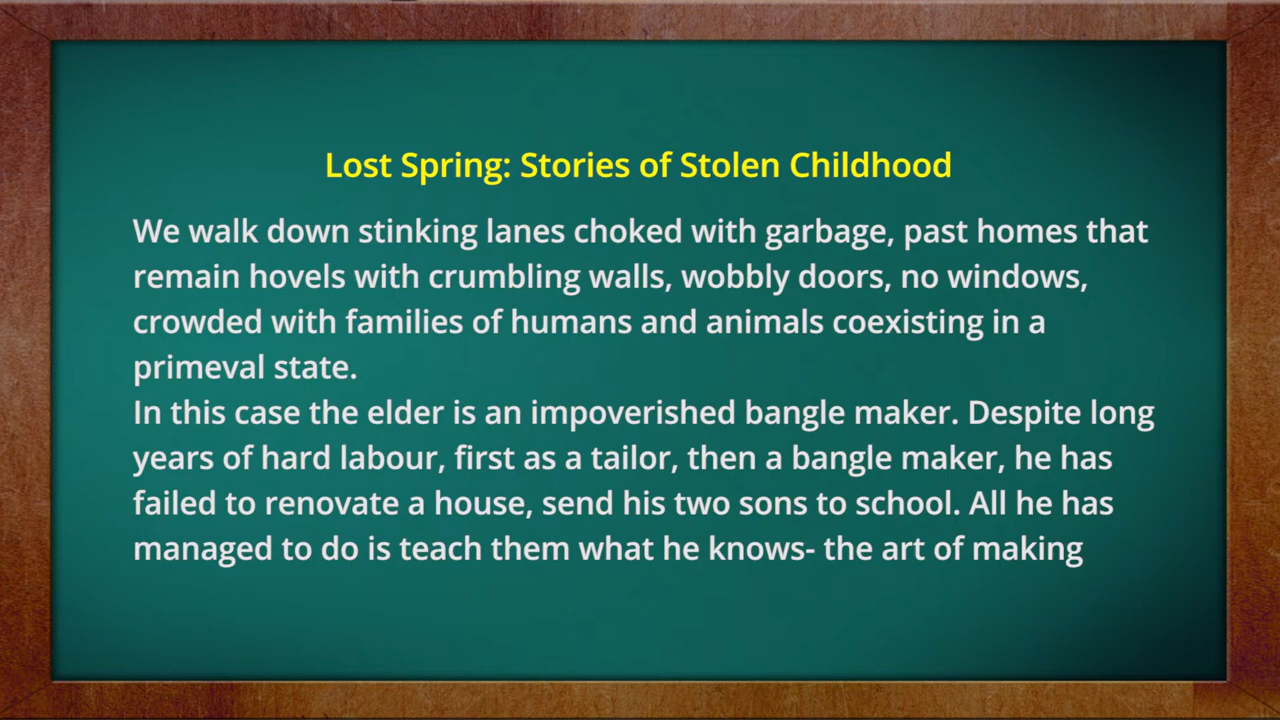 Lost Spring: Stories of Stolen Childhood
We walk down stinking lanes choked with garbage, past homes that
remain hovels with crumbling walls, wobbly doors, no windows,
crowded with families of humans and animals coexisting in a
primeval state.
In this case the elder is an impoverished bangle maker. Despite long
years of hard labour, first as a tailor, then a bangle maker, he has
failed to renovate a house, send his two sons to school. All he has
managed to do is teach them what he knows- the art of making